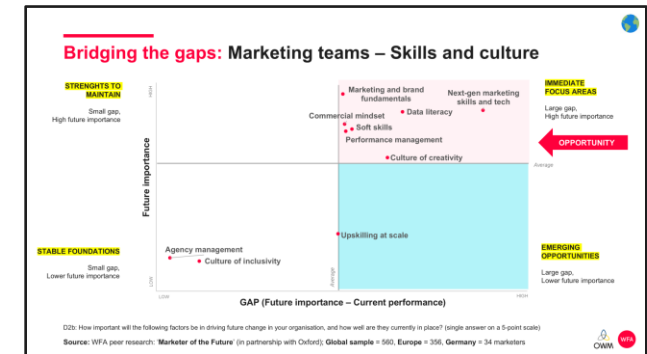 Bridging the gaps: Marketing teams – Skills and culture
STRENGHTS TO
MAINTAIN
Small gap,
High future importance
HIGH
Marketing and brand
fundamentals
Next-gen marketing
skills and tech
Data literacy
Commercial mindset
Soft skills
Performance management
Culture of creativity
IMMEDIATE
FOCUS AREAS
Large gap,
High future importance
OPPORTUNITY
Average
Future importance
Upskilling at scale
STABLE FOUNDATIONS
Small gap,
Lower future importance
Agency management
Culture of inclusivity
Average
EMERGING
OPPORTUNITIES
Large gap,
Lower future importance
LOW
LOW
HIGH
GAP (Future importance – Current performance)
D2b: How important will the following factors be in driving future change in your organisation, and how well are they currently in place? (single answer on a 5-point scale)
Source: WFA peer research: 'Marketer of the Future' (in partnership with Oxford); Global sample = 560, Europe = 356, Germany = 34 marketers
OWM
WFA